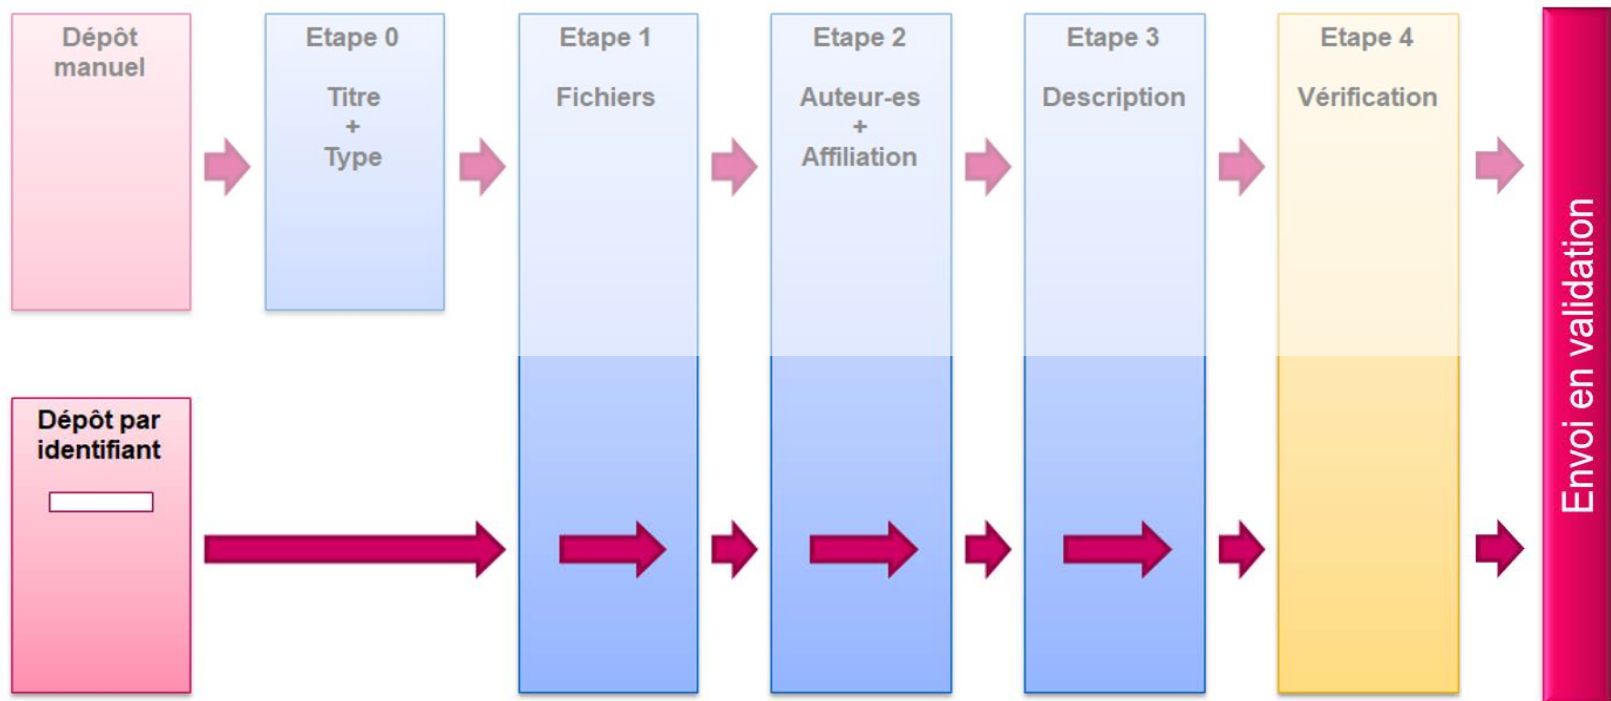 Dépôt
manuel
Etape 0
Titre
+
Type
Etape 1
Fichiers
Etape 2
Auteur-es
+
Affiliation
Etape 3
Description
Etape 4
Vérification
Envoi en validation
Dépôt par
identifiant